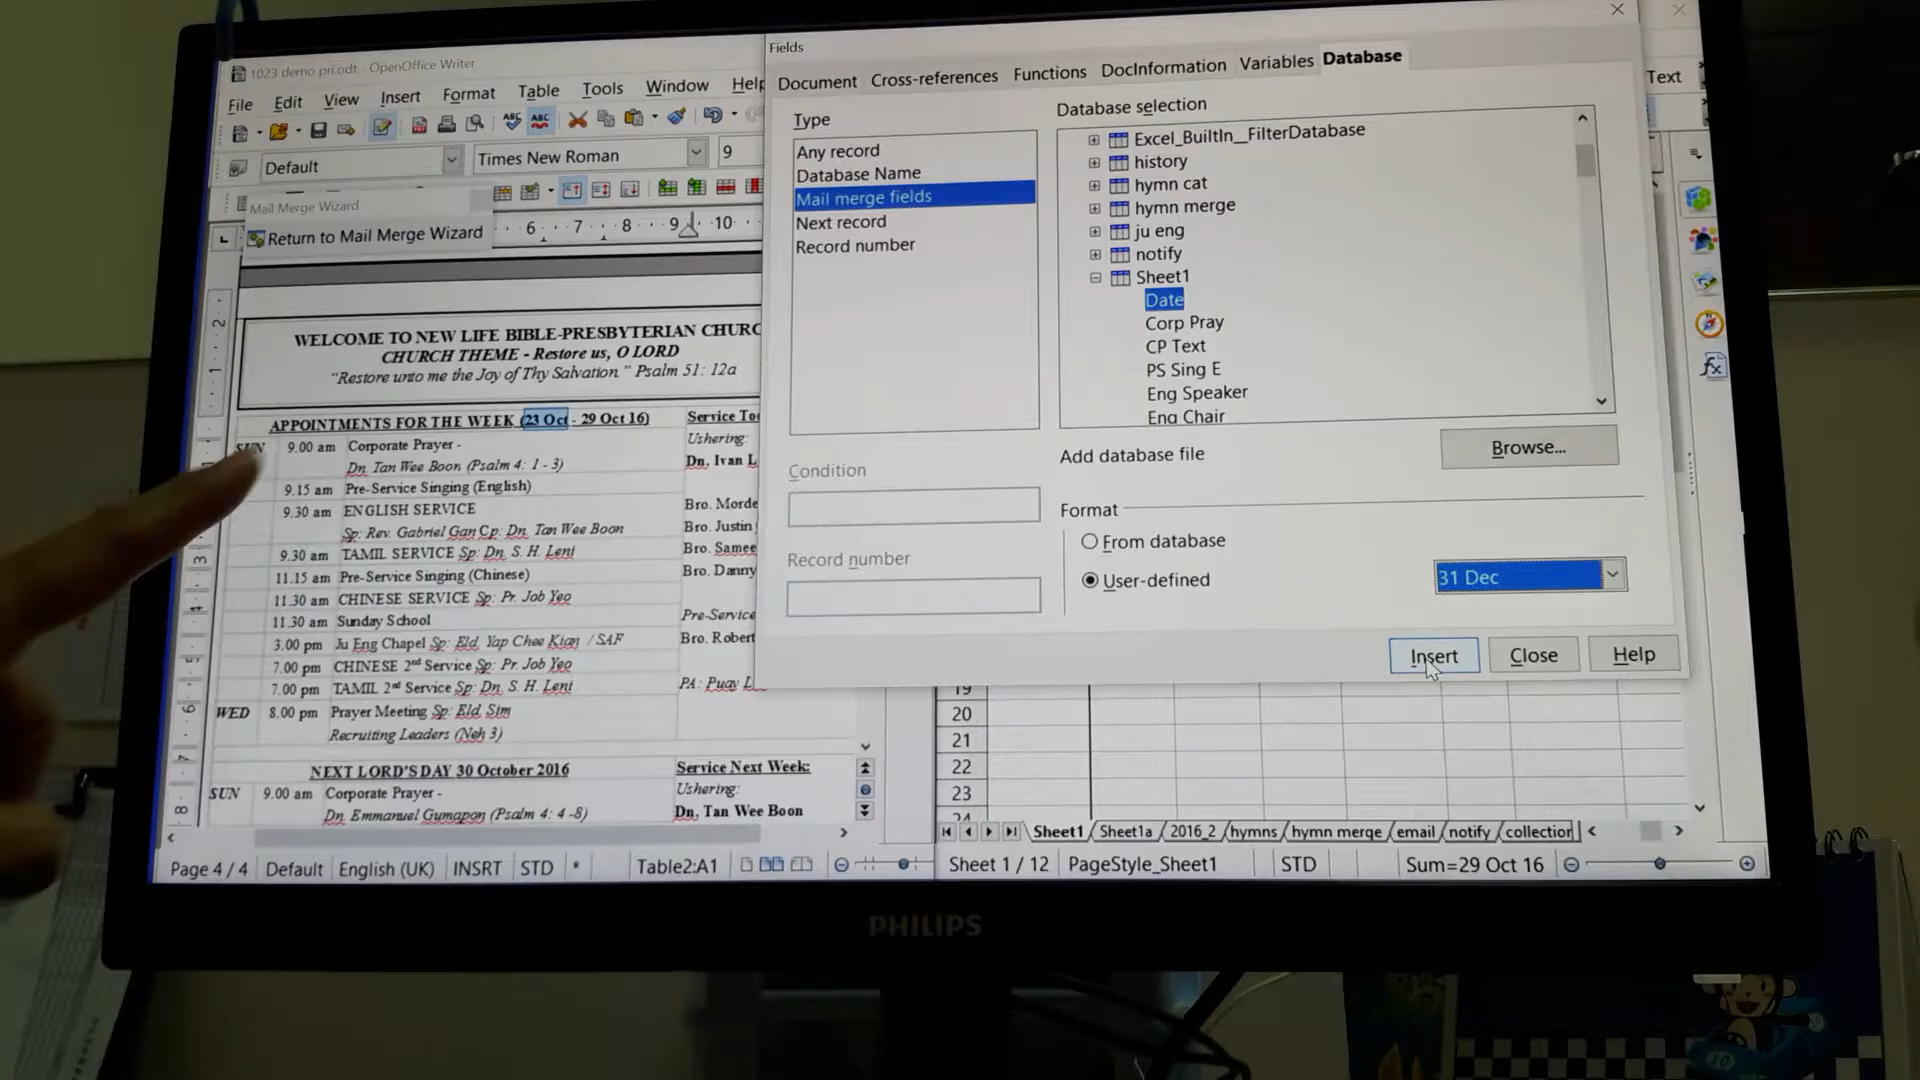 1023 demo pri.odt - OpenOffice Writer
File Edit View Insert Format Table Tools Window Help
Default
Times New Roman
9
Mail Merge Wizard
Return to Mail Merge Wizard
6 7 8 9 10
WELCOME TO NEW LIFE BIBLE-PRESBYTERIAN CHURC
CHURCH THEME - Restore us, O LORD
"Restore unto me the Joy of Thy Salvation." Psalm 51: 12a
APPOINTMENTS FOR THE WEEK (23 Oct - 29 Oct 16)
SUN 9.00 am Corporate Prayer -
Dn. Tan Wee Boon (Psalm 4: 1 - 3)
9.15 am Pre-Service Singing (English)
9.30 am ENGLISH SERVICE
Sp: Rev. Gabriel Gan Cp: Dn. Tan Wee Boon
9.30 am TAMIL SERVICE Sp: Dn. S. H. Leni
11.15 am Pre-Service Singing (Chinese)
11.30 am CHINESE SERVICE Sp: Pr. Job Yeo
11.30 am Sunday School
3.00 pm Ju Eng Chapel Sp: Eld. Yap Chee Kian / SAF
7.00 pm CHINESE 2nd Service Sp: Pr. Job Yeo
7.00 pm TAMIL 2nd Service Sp: Dn. S. H. Leni
WED 8.00 pm Prayer Meeting Sp: Eld. Sim
Recruiting Leaders (Neh 3)
Service To
Ushering:
Dn. Ivan L
Bro. Morde
Bro. Justin
Bro. Samee
Bro. Danny
Pre-Service
Bro. Robert
PA: Puay L
NEXT LORD'S DAY 30 October 2016
SUN 9.00 am Corporate Prayer -
Dn. Emmanuel Gumapon (Psalm 4: 4 -8)
Service Next Week:
Ushering:
Dn. Tan Wee Boon
Page 4 / 4 Default English (UK) INSRT STD * Table2:A1
Fields
Document Cross-references Functions DocInformation Variables Database
Type
Any record
Database Name
Mail merge fields
Next record
Record number
Database selection
Excel_BuiltIn__FilterDatabase
history
hymn cat
hymn merge
ju eng
notify
Sheet1
Date
Corp Pray
CP Text
PS Sing E
Eng Speaker
Eng Chair
Condition
Record number
Add database file
Browse...
Format
From database
User-defined
31 Dec
Insert Close Help
Text
19
20
21
22
23
24
Sheet1 Sheet1a 2016_2 hymns hymn merge email notify collection
Sheet 1 / 12 PageStyle_Sheet1 STD Sum=29 Oct 16
PHILIPS